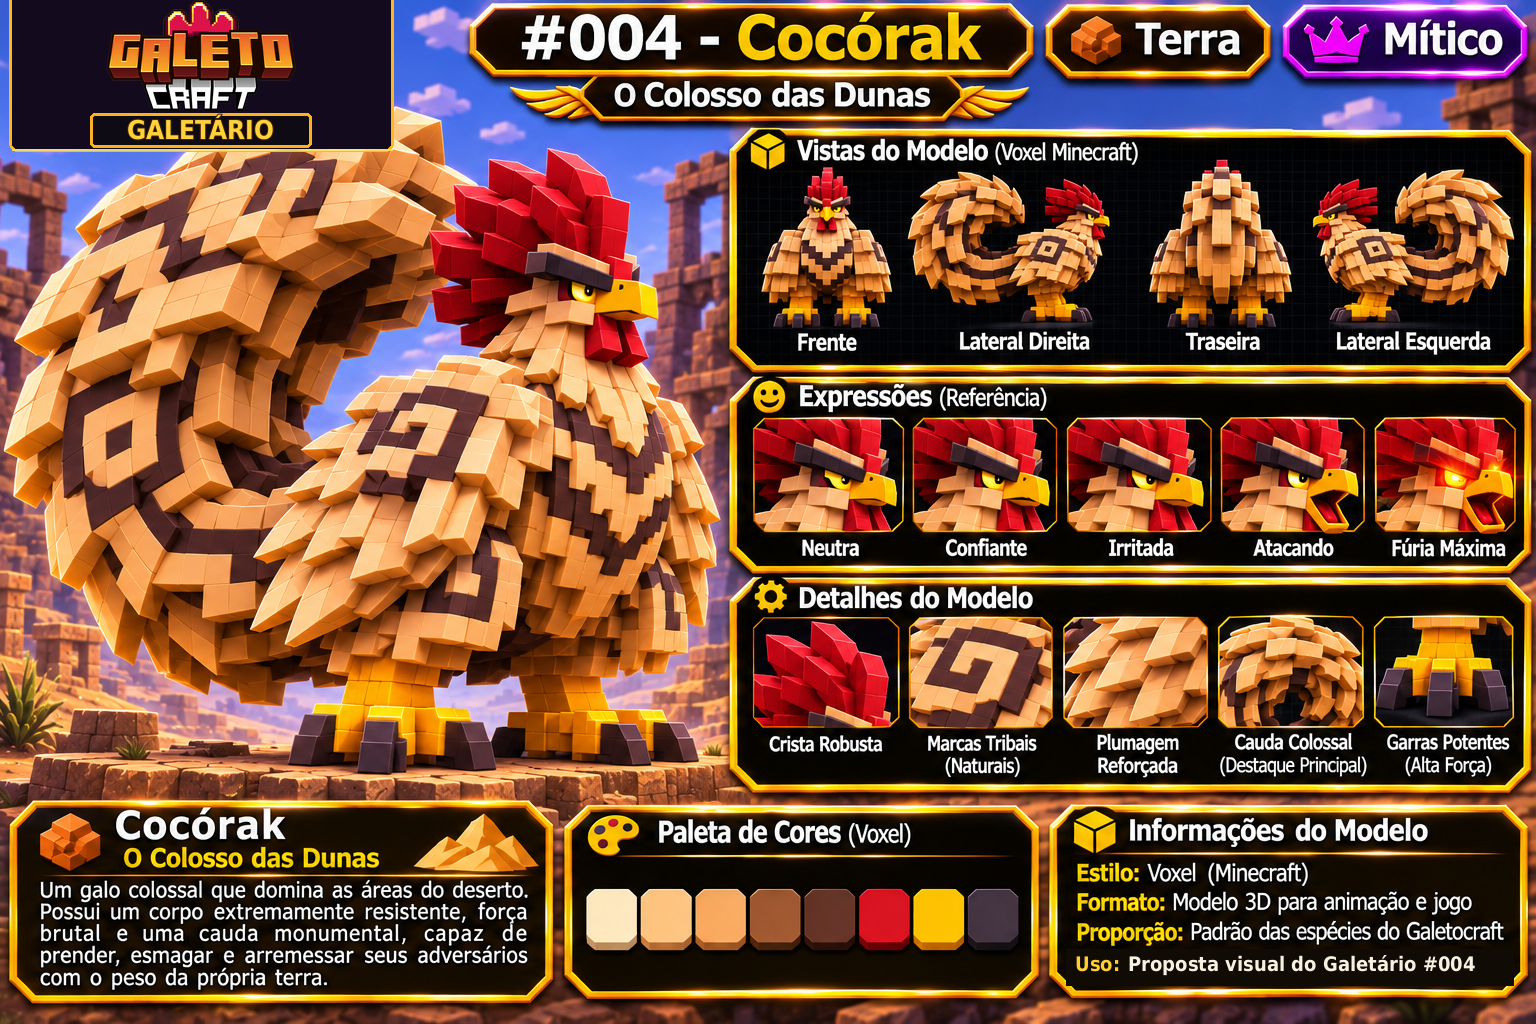 GALETO
CRAFT
GALETÁRIO
#004 - Cocórak
O Colosso das Dunas
Terra
Mítico
Vistas do Modelo (Voxel Minecraft)
Frente
Lateral Direita
Traseira
Lateral Esquerda
Expressões (Referência)
Neutra
Confiante
Irritada
Atacando
Fúria Máxima
Detalhes do Modelo
Crista Robusta
Marcas Tribais
(Naturais)
Plumagem
Reforçada
Cauda Colossal
(Destaque Principal)
Garras Potentes
(Alta Força)
Cocórak
O Colosso das Dunas
Um galo colossal que domina as áreas do deserto.
Possui um corpo extremamente resistente, força
brutal e uma cauda monumental, capaz de
prender, esmagar e arremessar seus adversários
com o peso da própria terra.
Paleta de Cores (Voxel)
Informações do Modelo
Estilo: Voxel (Minecraft)
Formato: Modelo 3D para animação e jogo
Proporção: Padrão das espécies do Galetocraft
Uso: Proposta visual do Galetário #004